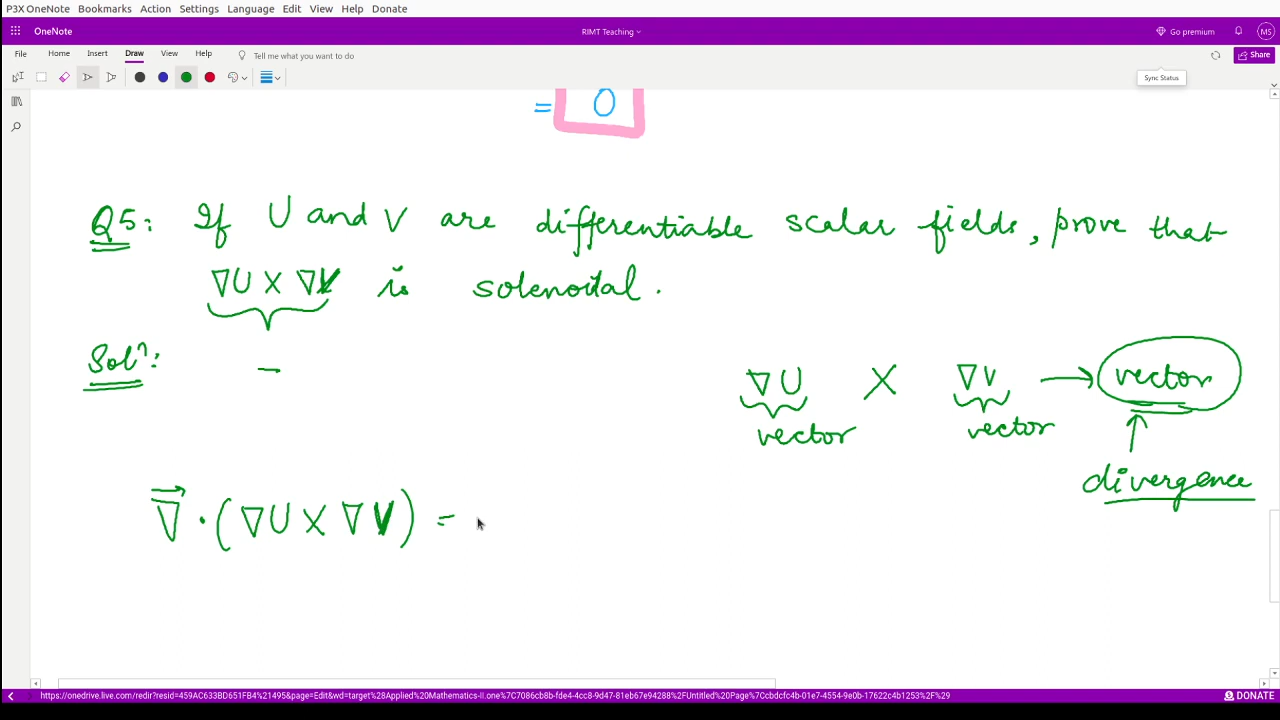 P3X OneNote Bookmarks Action Settings Language Edit View Help Donate
OneNote RIMT Teaching Go premium MS
File Home Insert Draw View Help Tell me what you want to do Share
Sync Status
= 0
Q5: If U and V are differentiable scalar fields, prove that
∇U X ∇V is solenoidal.
Solⁿ: –
∇U X ∇V → vector
vector vector
divergence
∇⃗ · (∇U X ∇V) =
https://onedrive.live.com/redir?resid=459AC633BD651FB4%21495&page=Edit&wd=target%28Applied%20Mathematics-II.one%7C7086cb8b-fde4-4cc8-9d47-81eb67e94288%2FUntitled%20Page%7Ccbdcfc4b-01e7-4554-9e0b-17622c4b1253%2F%29 DONATE